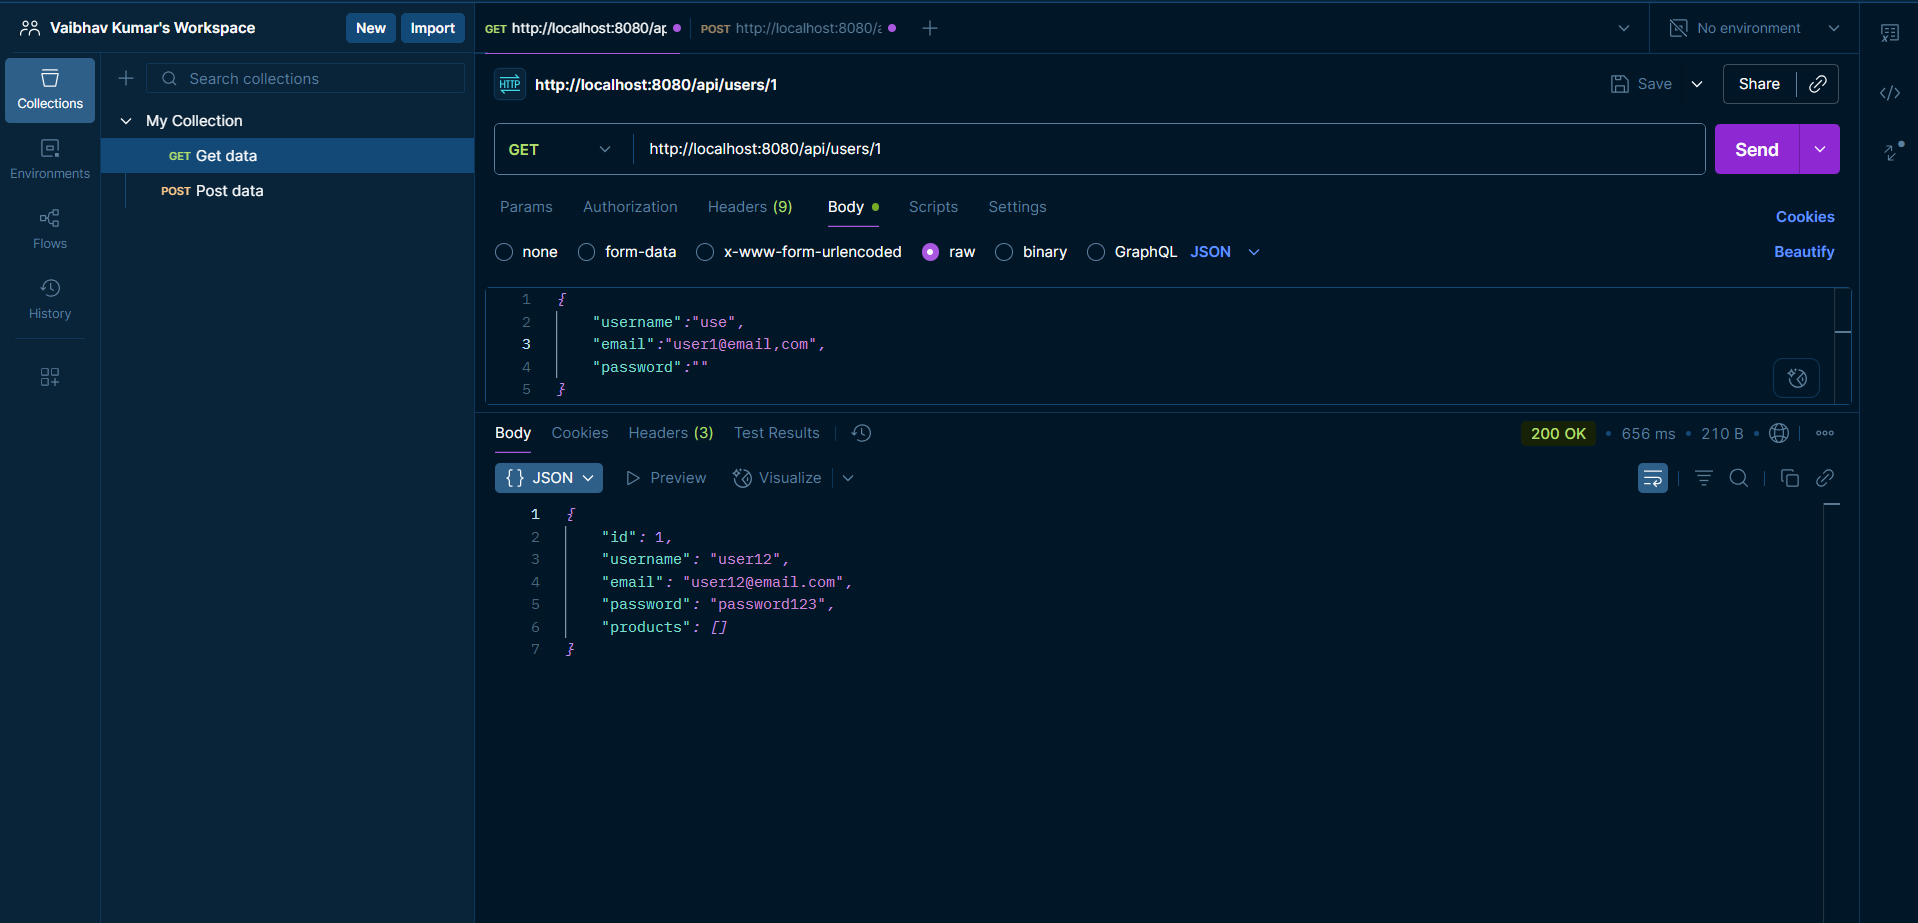 Vaibhav Kumar's Workspace
New
Import
GET http://localhost:8080/ap
POST http://localhost:8080/a
No environment
Collections
Environments
Flows
History
Search collections
My Collection
GET Get data
POST Post data
HTTP
http://localhost:8080/api/users/1
Save
Share
GET
http://localhost:8080/api/users/1
Send
Params
Authorization
Headers (9)
Body
Scripts
Settings
Cookies
none
form-data
x-www-form-urlencoded
raw
binary
GraphQL
JSON
Beautify
1 {
2 "username":"use",
3 "email":"user1@email,com",
4 "password":""
5 }
Body
Cookies
Headers (3)
Test Results
200 OK
656 ms
210 B
{} JSON
Preview
Visualize
1 {
2 "id": 1,
3 "username": "user12",
4 "email": "user12@email.com",
5 "password": "password123",
6 "products": []
7 }